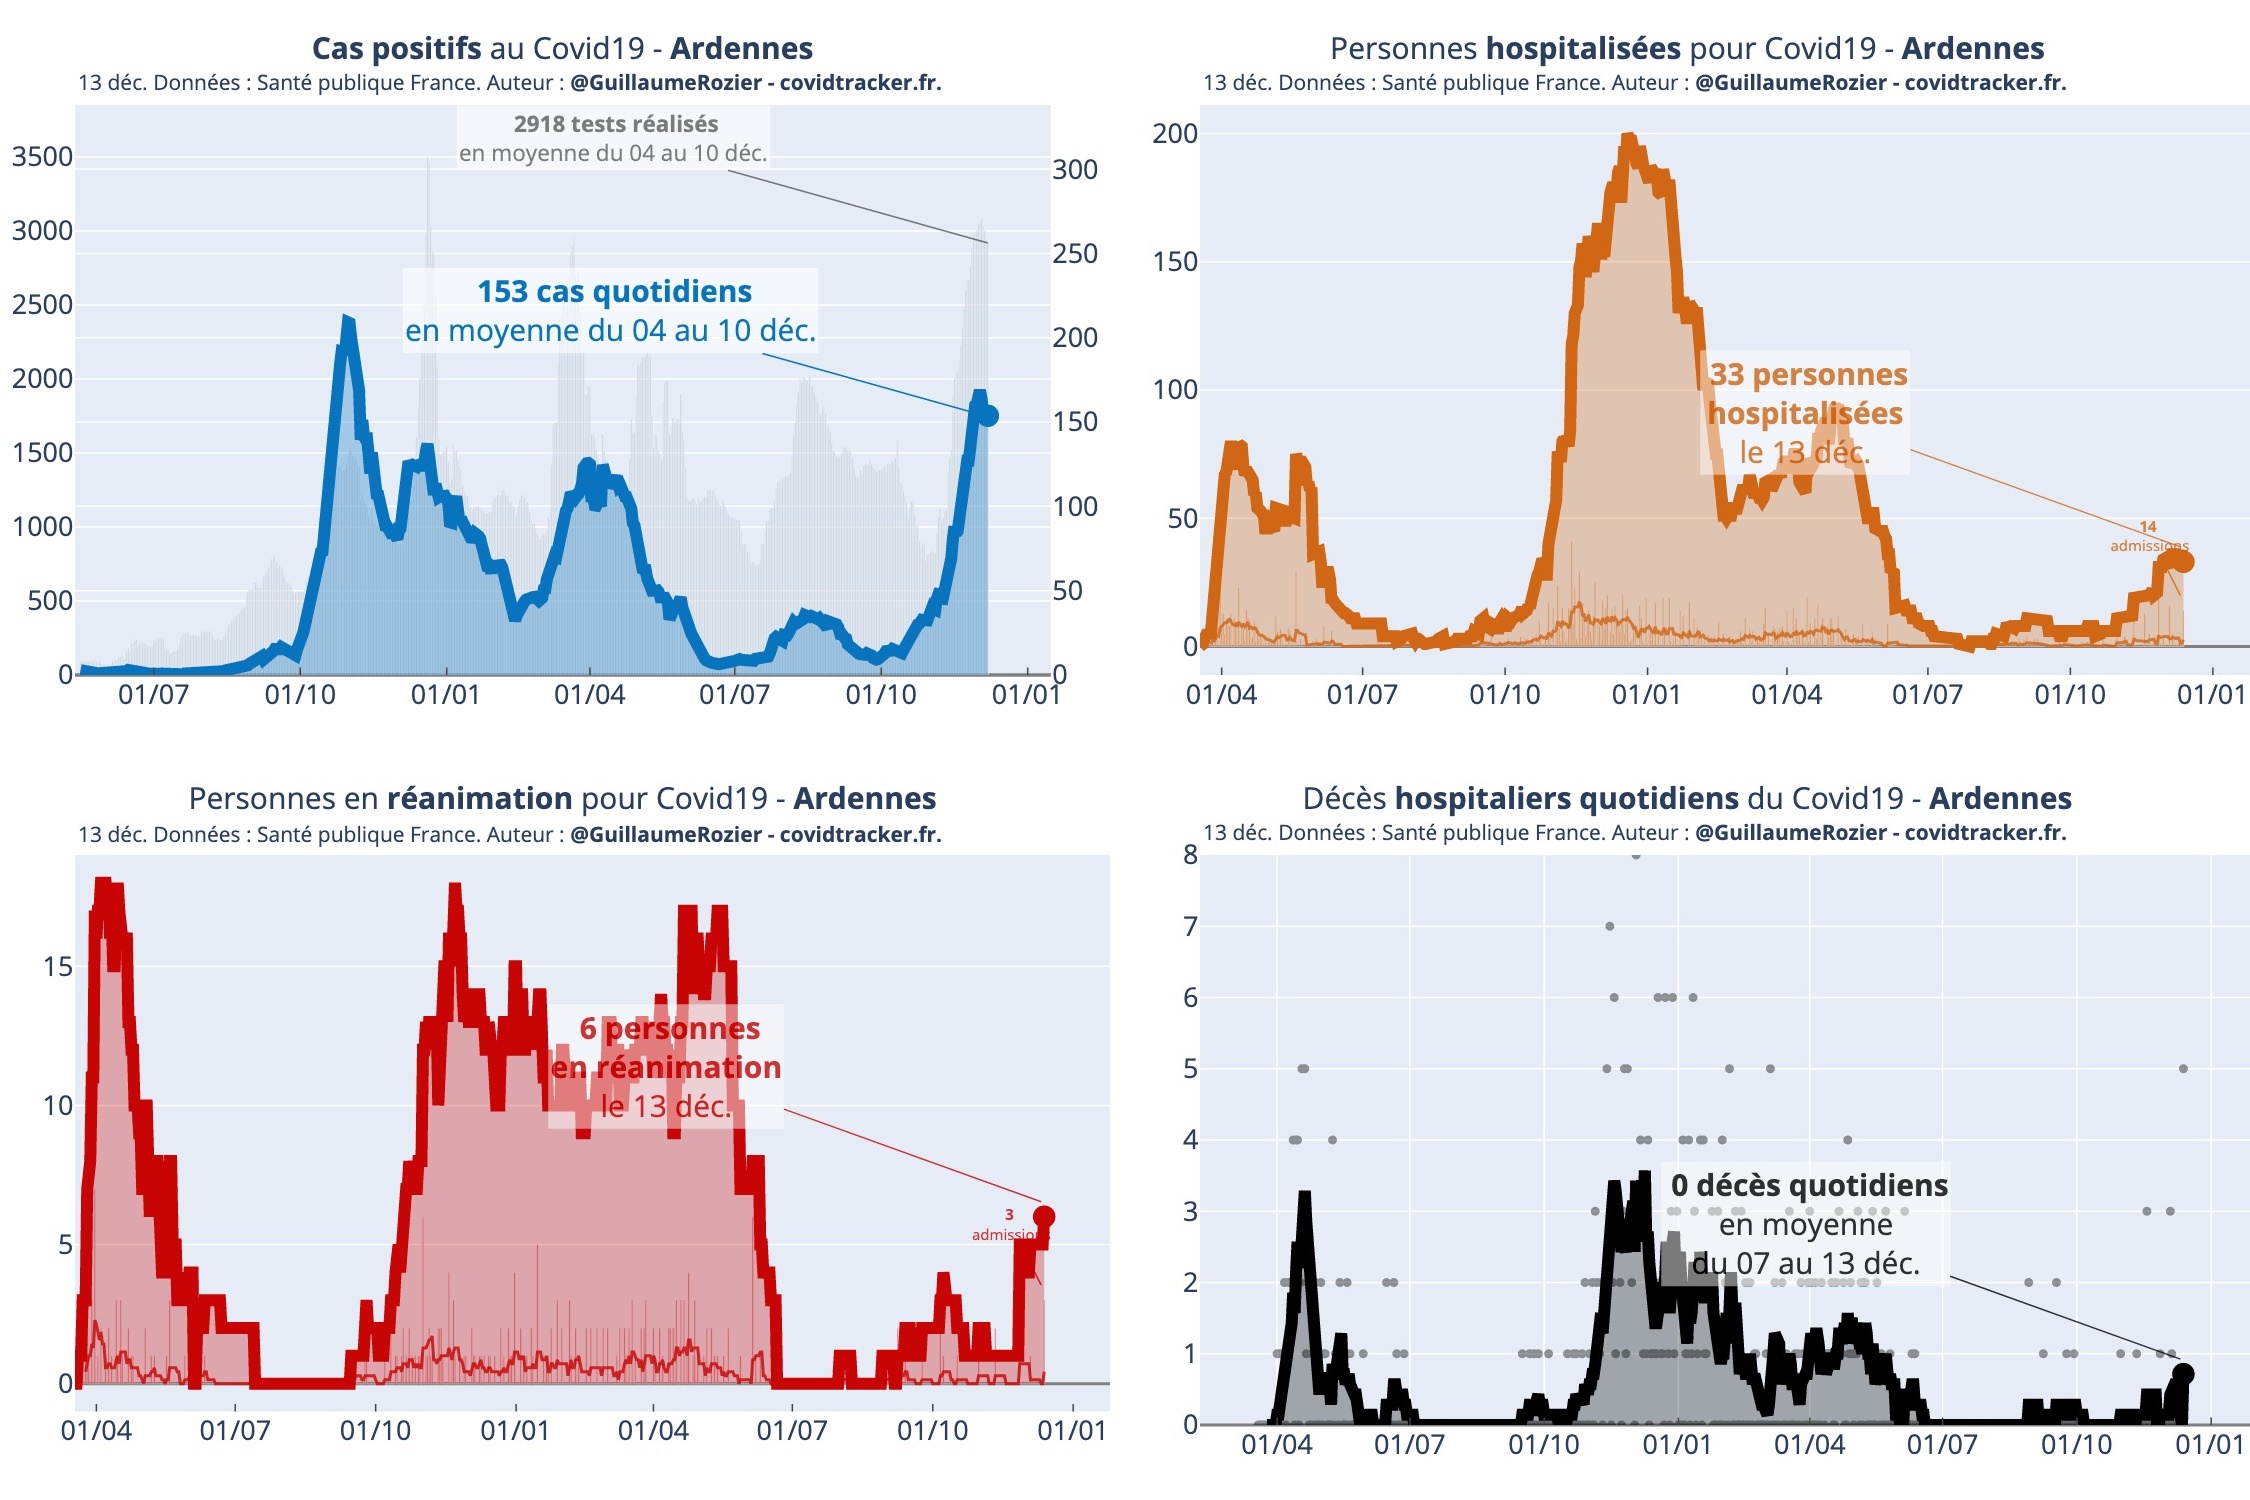 Cas positifs au Covid19 - Ardennes
13 déc. Données : Santé publique France. Auteur : @GuillaumeRozier - covidtracker.fr.
2918 tests réalisés
en moyenne du 04 au 10 déc.
153 cas quotidiens
en moyenne du 04 au 10 déc.
3500
3000
2500
2000
1500
1000
500
0
300
250
200
150
100
50
0
01/07 01/10 01/01 01/04 01/07 01/10 01/01
Personnes hospitalisées pour Covid19 - Ardennes
13 déc. Données : Santé publique France. Auteur : @GuillaumeRozier - covidtracker.fr.
200
150
100
50
0
33 personnes
hospitalisées
le 13 déc.
14
admissions
01/04 01/07 01/10 01/01 01/04 01/07 01/10 01/01
Personnes en réanimation pour Covid19 - Ardennes
13 déc. Données : Santé publique France. Auteur : @GuillaumeRozier - covidtracker.fr.
15
10
5
0
6 personnes
en réanimation
le 13 déc.
3
admissions
01/04 01/07 01/10 01/01 01/04 01/07 01/10 01/01
Décès hospitaliers quotidiens du Covid19 - Ardennes
13 déc. Données : Santé publique France. Auteur : @GuillaumeRozier - covidtracker.fr.
8
7
6
5
4
3
2
1
0
0 décès quotidiens
en moyenne
du 07 au 13 déc.
01/04 01/07 01/10 01/01 01/04 01/07 01/10 01/01